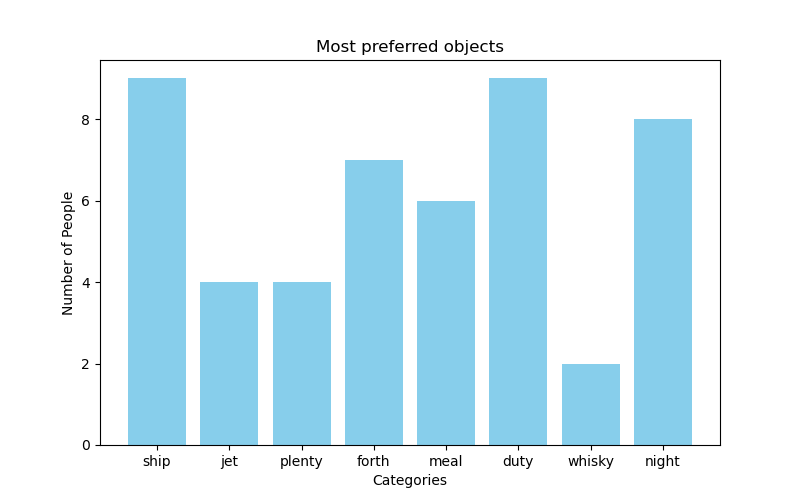 Most preferred objects
Number of People
8
6
4
2
0
ship jet plenty forth meal duty whisky night
Categories